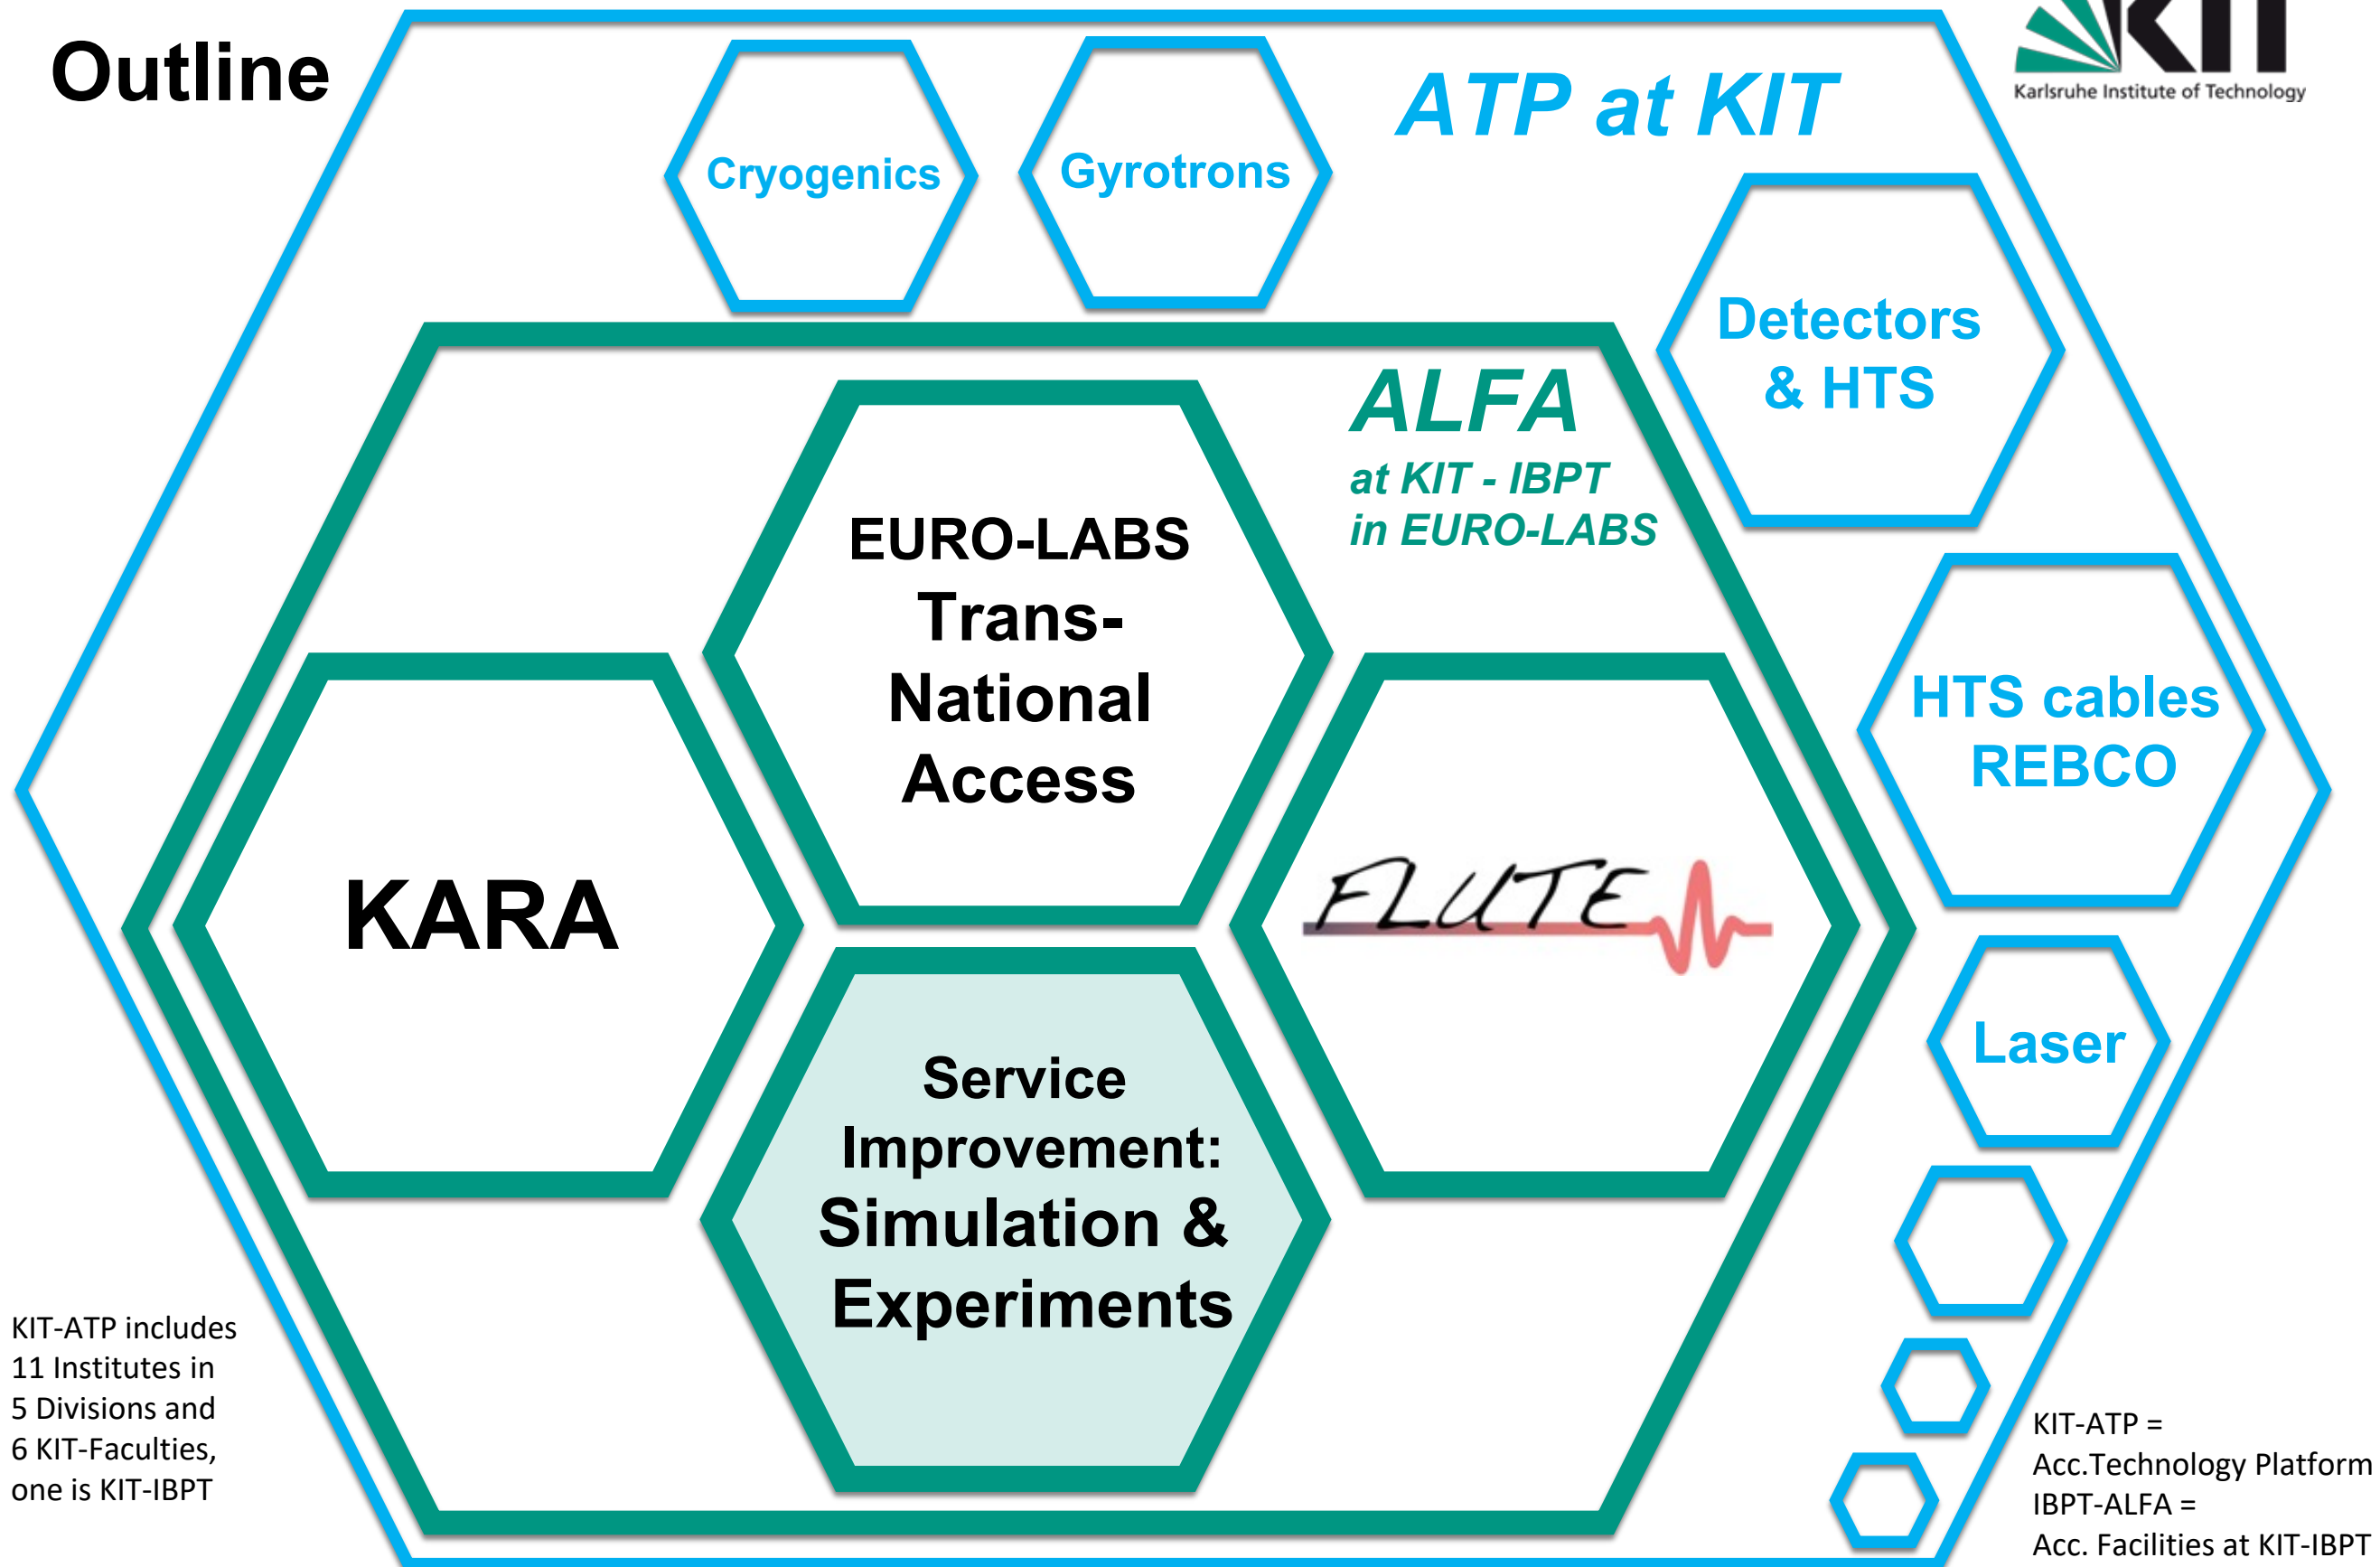 Outline
KIT
Karlsruhe Institute of Technology
ATP at KIT
Cryogenics
Gyrotrons
Detectors
& HTS
ALFA
at KIT - IBPT
in EURO-LABS
EURO-LABS
Trans-
National
Access
HTS cables
REBCO
KARA
FLUTE
Laser
Service
Improvement:
Simulation &
Experiments
KIT-ATP includes
11 Institutes in
5 Divisions and
6 KIT-Faculties,
one is KIT-IBPT
KIT-ATP =
Acc.Technology Platform
IBPT-ALFA =
Acc. Facilities at KIT-IBPT